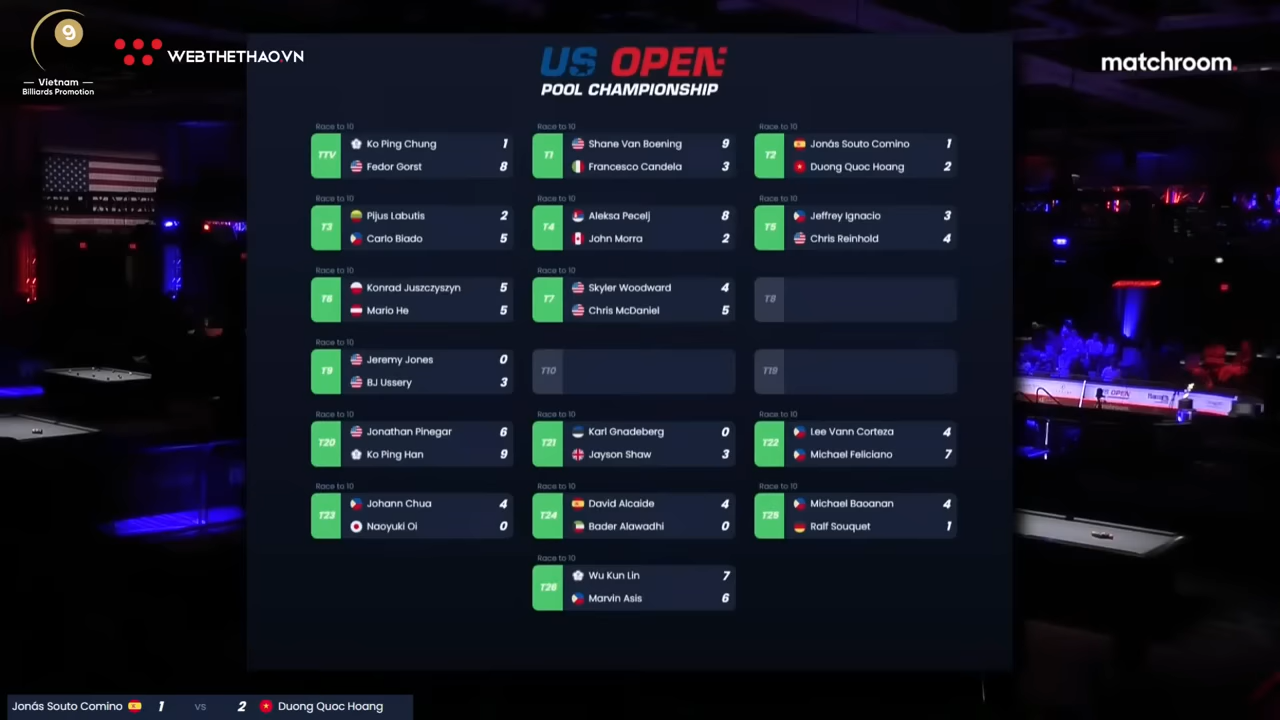 9
Vietnam
Billiards Promotion
WEBTHETHAO.VN
matchroom.
US OPEN
POOL CHAMPIONSHIP
Race to 10
TTV Ko Ping Chung 1
Fedor Gorst 8
Race to 10
T1 Shane Van Boening 9
Francesco Candela 3
Race to 10
T2 Jonás Souto Comino 1
Duong Quoc Hoang 2
Race to 10
T3 Pijus Labutis 2
Carlo Biado 5
Race to 10
T4 Aleksa Pecelj 8
John Morra 2
Race to 10
T5 Jeffrey Ignacio 3
Chris Reinhold 4
Race to 10
T6 Konrad Juszczyszyn 5
Mario He 5
Race to 10
T7 Skyler Woodward 4
Chris McDaniel 5
T8
Race to 10
T9 Jeremy Jones 0
BJ Ussery 3
T10
T19
Race to 10
T20 Jonathan Pinegar 6
Ko Ping Han 9
Race to 10
T21 Karl Gnadeberg 0
Jayson Shaw 3
Race to 10
T22 Lee Vann Corteza 4
Michael Feliciano 7
Race to 10
T23 Johann Chua 4
Naoyuki Oi 0
Race to 10
T24 David Alcaide 4
Bader Alawadhi 0
Race to 10
T25 Michael Baoanan 4
Ralf Souquet 1
Race to 10
T26 Wu Kun Lin 7
Marvin Asis 6
US OPEN
Jonás Souto Comino 1 vs 2 Duong Quoc Hoang